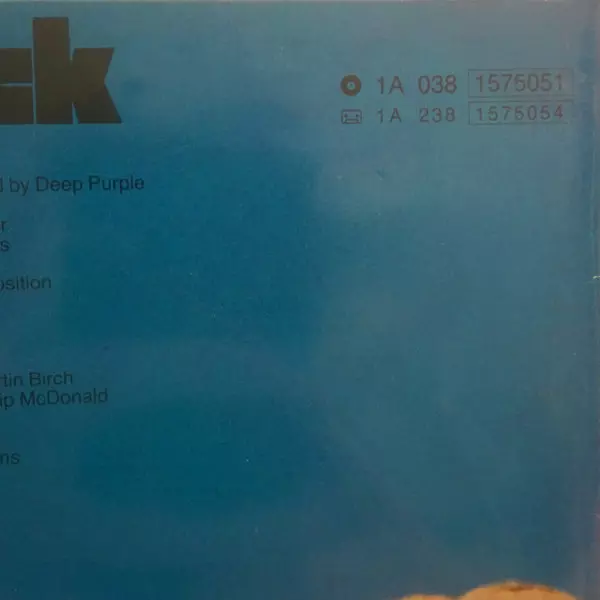 ck
1A 038 1575051
1A 238 1575054
d by Deep Purple
r
s
osition
rtin Birch
ip McDonald
ns